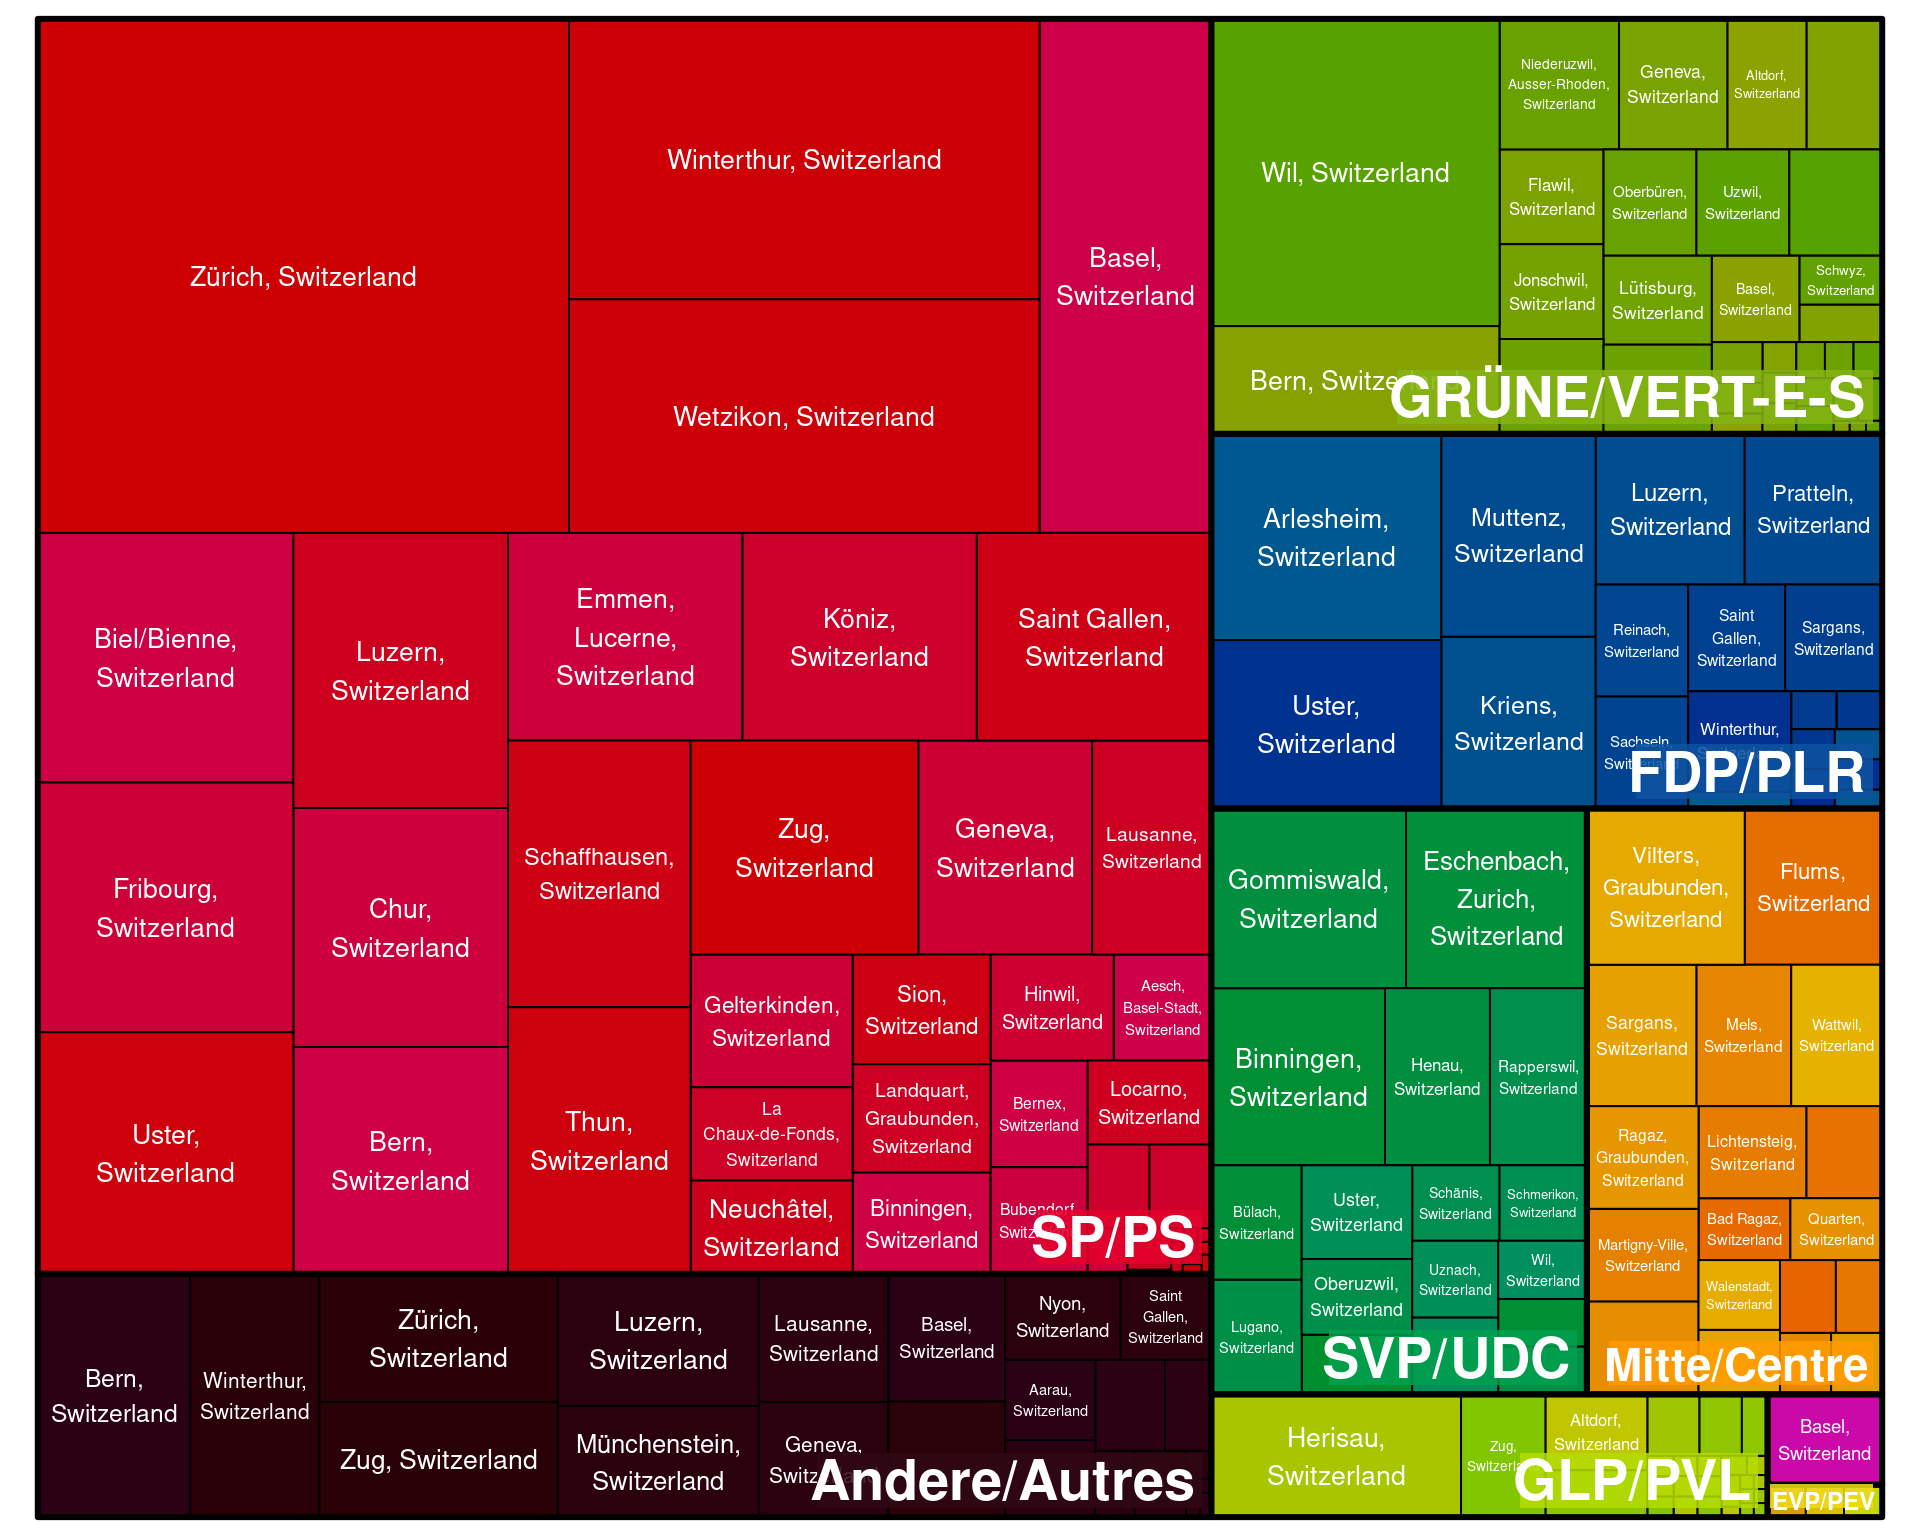 Zürich, Switzerland
Winterthur, Switzerland
Wetzikon, Switzerland
Basel,
Switzerland
Biel/Bienne,
Switzerland
Fribourg,
Switzerland
Uster,
Switzerland
Luzern,
Switzerland
Chur,
Switzerland
Bern,
Switzerland
Emmen,
Lucerne,
Switzerland
Köniz,
Switzerland
Saint Gallen,
Switzerland
Schaffhausen,
Switzerland
Thun,
Switzerland
Zug,
Switzerland
Geneva,
Switzerland
Lausanne,
Switzerland
Gelterkinden,
Switzerland
La
Chaux-de-Fonds,
Switzerland
Neuchâtel,
Switzerland
Sion,
Switzerland
Landquart,
Graubunden,
Switzerland
Binningen,
Switzerland
Hinwil,
Switzerland
Aesch,
Basel-Stadt,
Switzerland
Bernex,
Switzerland
Locarno,
Switzerland
Bubendorf,
SP/PS
Bern,
Switzerland
Winterthur,
Switzerland
Zürich,
Switzerland
Zug, Switzerland
Luzern,
Switzerland
Münchenstein,
Switzerland
Lausanne,
Switzerland
Geneva,
Switzerland
Basel,
Switzerland
Nyon,
Switzerland
Saint
Gallen,
Switzerland
Aarau,
Switzerland
Andere/Autres
Wil, Switzerland
Bern, Switzerland
Niederuzwil,
Ausser-Rhoden,
Switzerland
Geneva,
Switzerland
Altdorf,
Switzerland
Flawil,
Switzerland
Oberbüren,
Switzerland
Uzwil,
Switzerland
Jonschwil,
Switzerland
Lütisburg,
Switzerland
Basel,
Switzerland
Schwyz,
Switzerland
GRÜNE/VERT-E-S
Arlesheim,
Switzerland
Uster,
Switzerland
Muttenz,
Switzerland
Kriens,
Switzerland
Luzern,
Switzerland
Pratteln,
Switzerland
Reinach,
Switzerland
Saint
Gallen,
Switzerland
Sargans,
Switzerland
Sachseln,
Switzerland
Winterthur,
Switzerland
FDP/PLR
Gommiswald,
Switzerland
Eschenbach,
Zurich,
Switzerland
Binningen,
Switzerland
Henau,
Switzerland
Rapperswil,
Switzerland
Bülach,
Switzerland
Lugano,
Switzerland
Uster,
Switzerland
Oberuzwil,
Switzerland
Schänis,
Switzerland
Schmerikon,
Switzerland
Uznach,
Switzerland
Wil,
Switzerland
SVP/UDC
Vilters,
Graubunden,
Switzerland
Flums,
Switzerland
Sargans,
Switzerland
Mels,
Switzerland
Wattwil,
Switzerland
Ragaz,
Graubunden,
Switzerland
Lichtensteig,
Switzerland
Martigny-Ville,
Switzerland
Bad Ragaz,
Switzerland
Quarten,
Switzerland
Walenstadt,
Switzerland
Mitte/Centre
Herisau,
Switzerland
Zug,
Switzerland
Altdorf,
Switzerland
GLP/PVL
Basel,
Switzerland
EVP/PEV